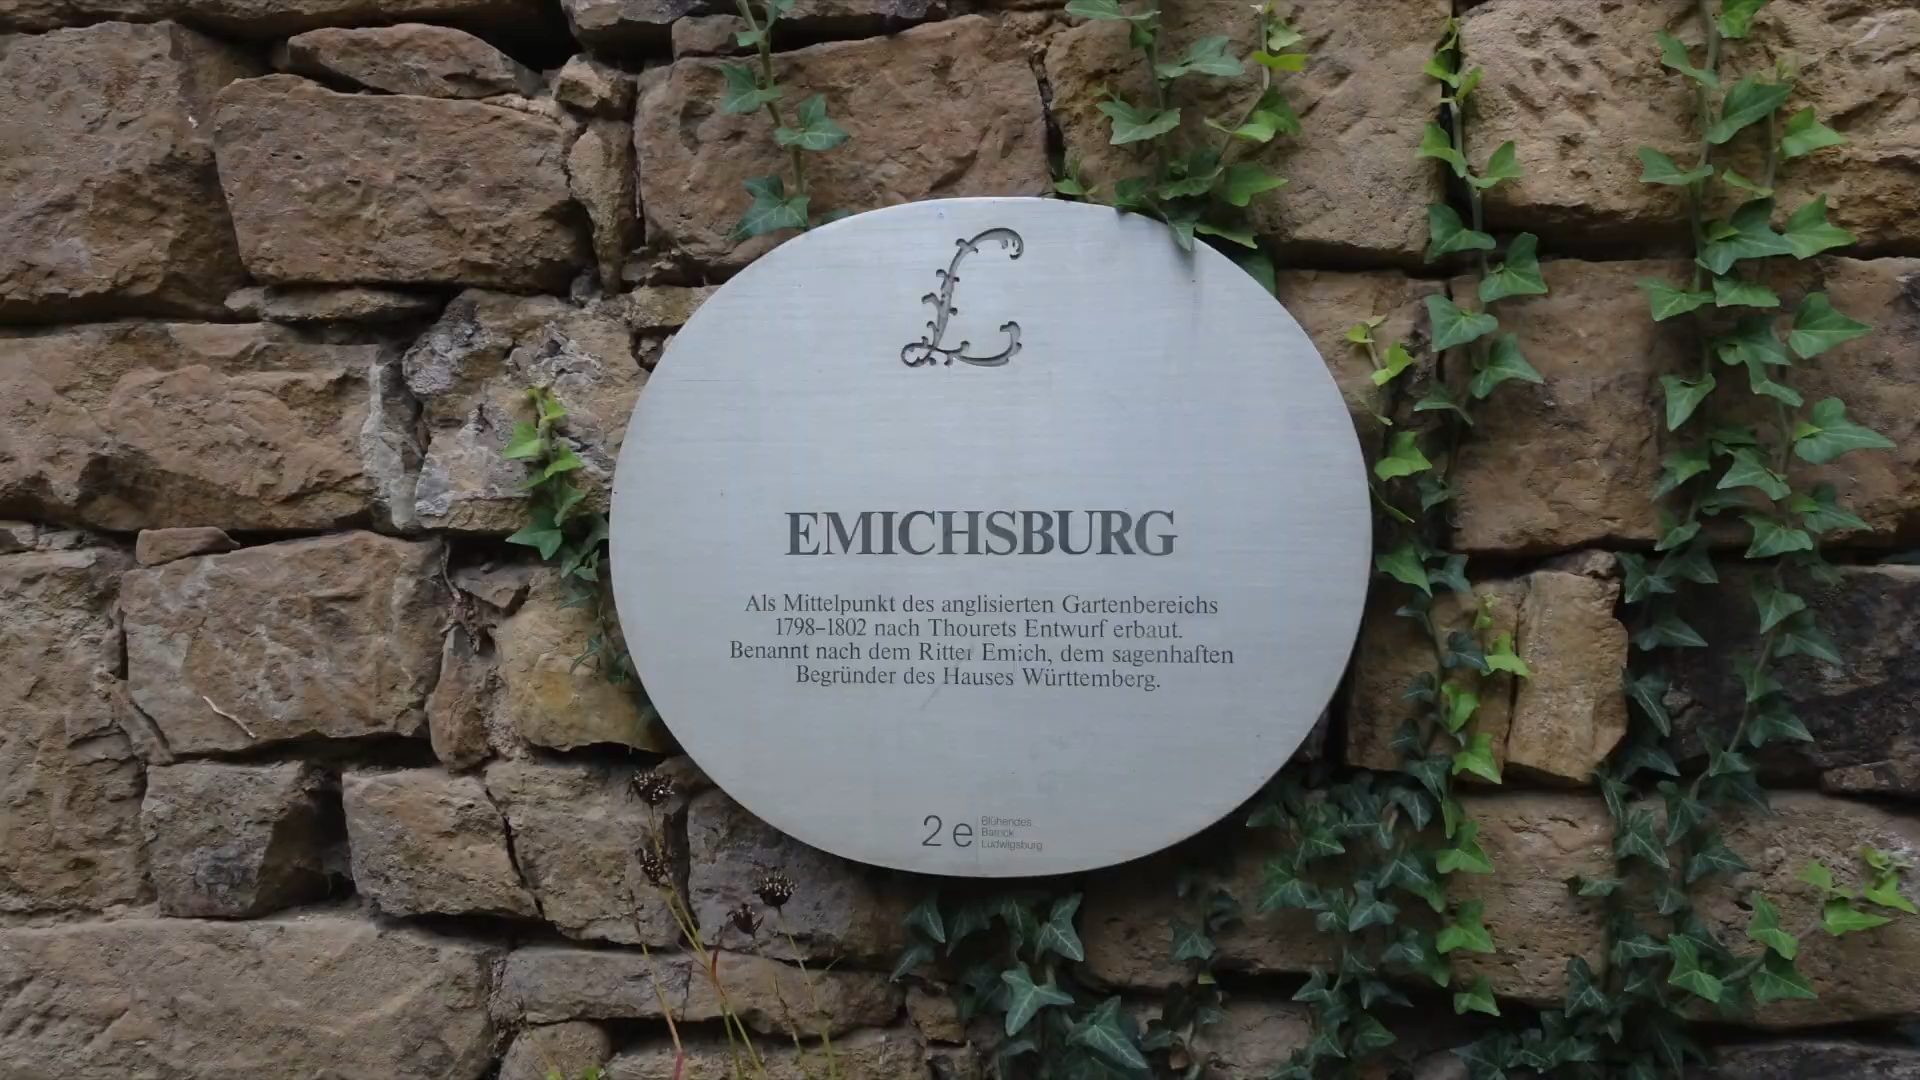 L
EMICHSBURG
Als Mittelpunkt des anglisierten Gartenbereichs
1798–1802 nach Thourets Entwurf erbaut.
Benannt nach dem Ritter Emich, dem sagenhaften
Begründer des Hauses Württemberg.
2 e
Blühendes
Barock
Ludwigsburg